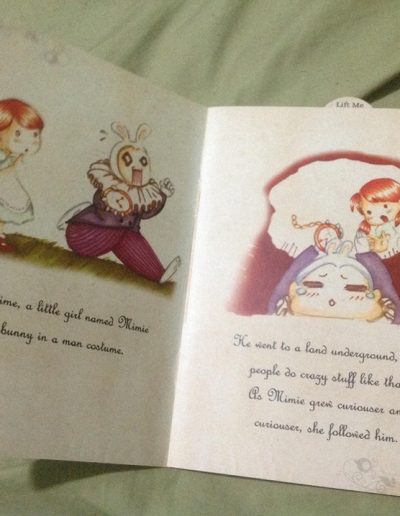 ime, a little girl named Mimie
bunny in a man costume.
Lift Me
He went to a land underground,
people do crazy stuff like tha
As Mimie grew curiouser an
curiouser, she followed him.